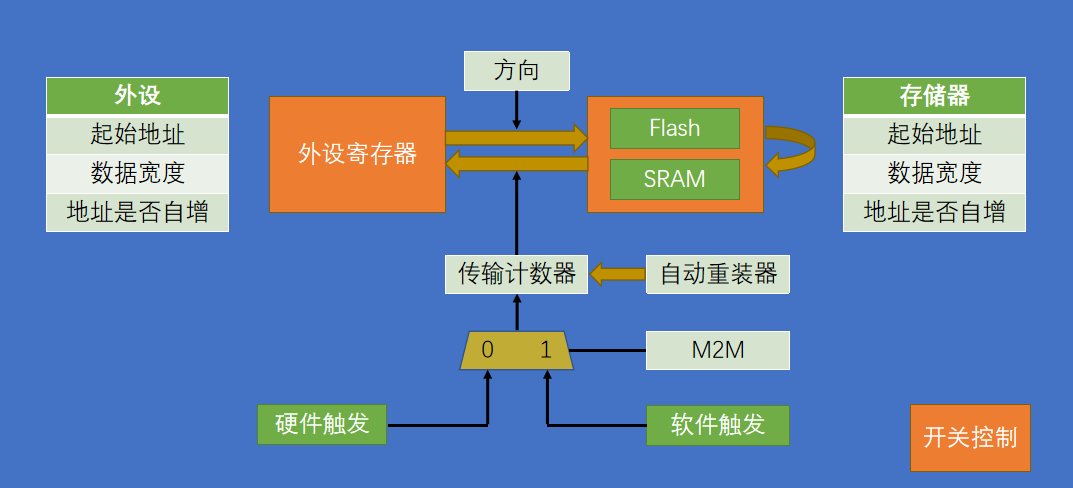 方向
外设
起始地址
数据宽度
地址是否自增
外设寄存器
Flash
SRAM
存储器
起始地址
数据宽度
地址是否自增
传输计数器
自动重装器
0 1
M2M
硬件触发
软件触发
开关控制